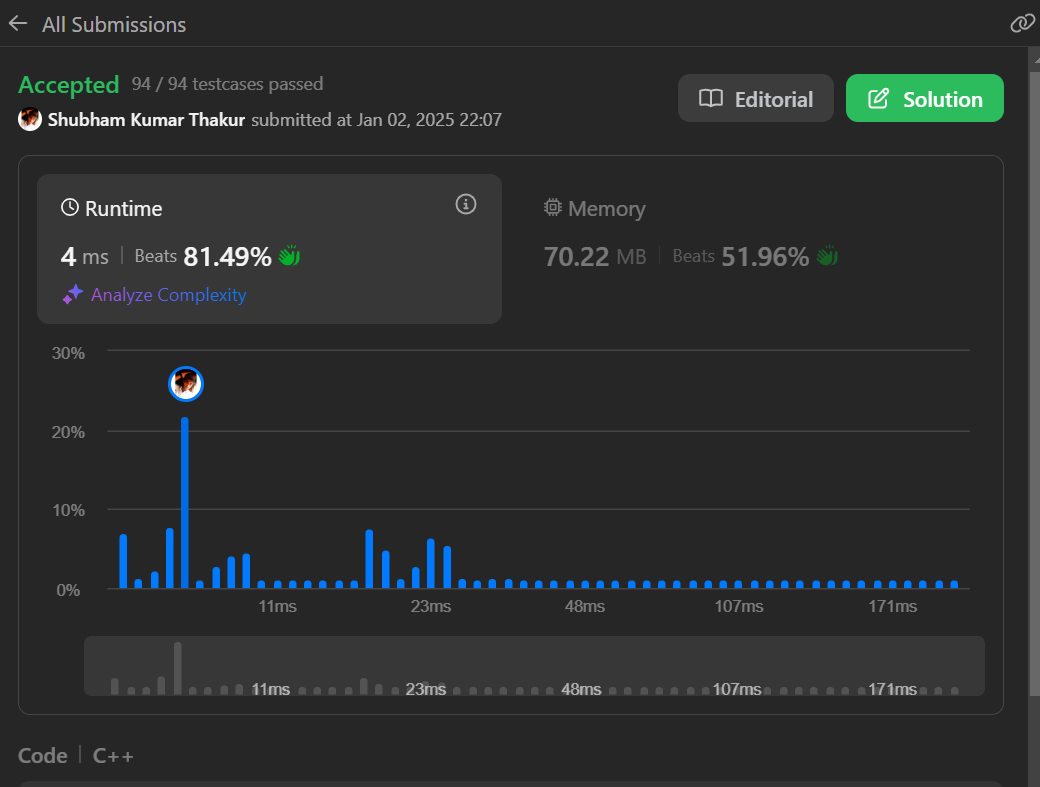 All Submissions
Accepted 94 / 94 testcases passed
Shubham Kumar Thakur submitted at Jan 02, 2025 22:07
Editorial
Solution
Runtime
4 ms | Beats 81.49%
Analyze Complexity
Memory
70.22 MB | Beats 51.96%
30%
20%
10%
0%
11ms 23ms 48ms 107ms 171ms
11ms 23ms 48ms 107ms 171ms
Code | C++